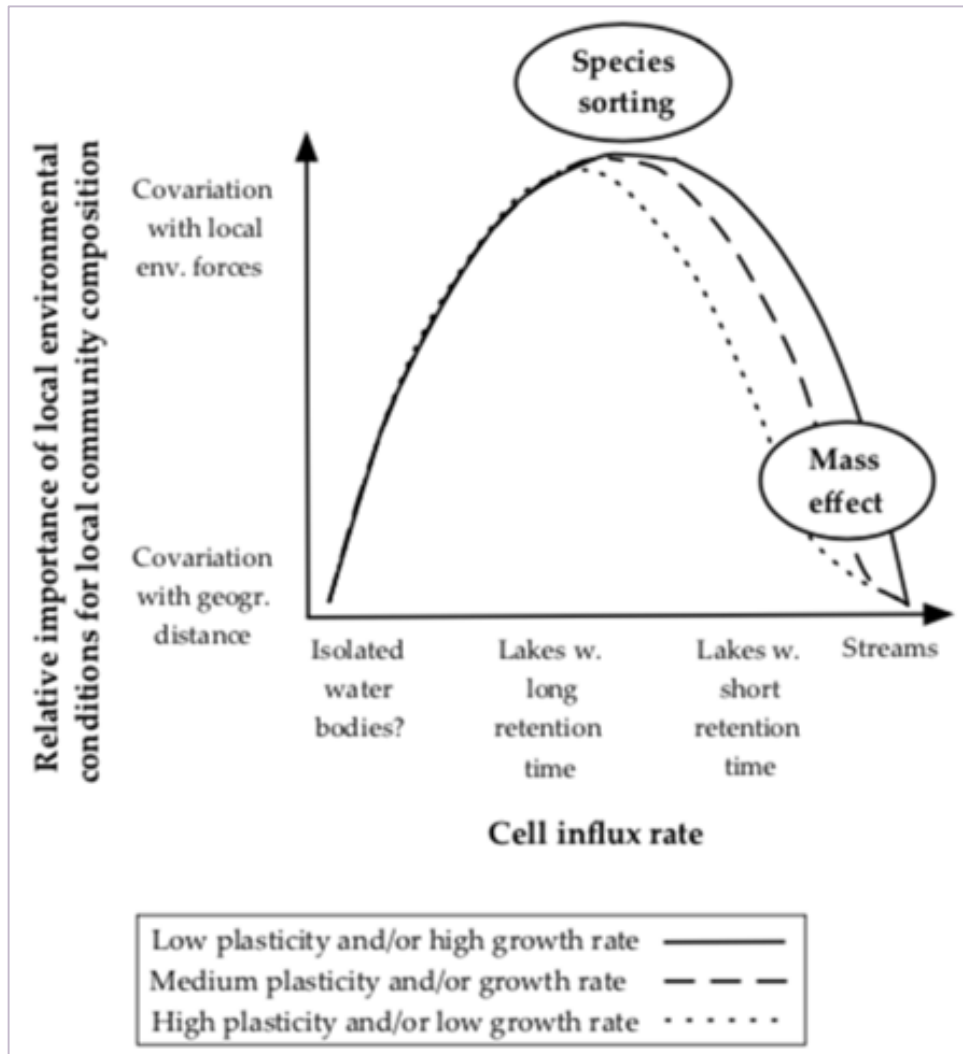 Species
sorting
Relative importance of local environmental
conditions for local community composition
Covariation
with local
env. forces
Mass
effect
Covariation
with geogr.
distance
Isolated
water
bodies?
Lakes w.
long
retention
time
Lakes w.
short
retention
time
Streams
Cell influx rate
Low plasticity and/or high growth rate
Medium plasticity and/or growth rate
High plasticity and/or low growth rate